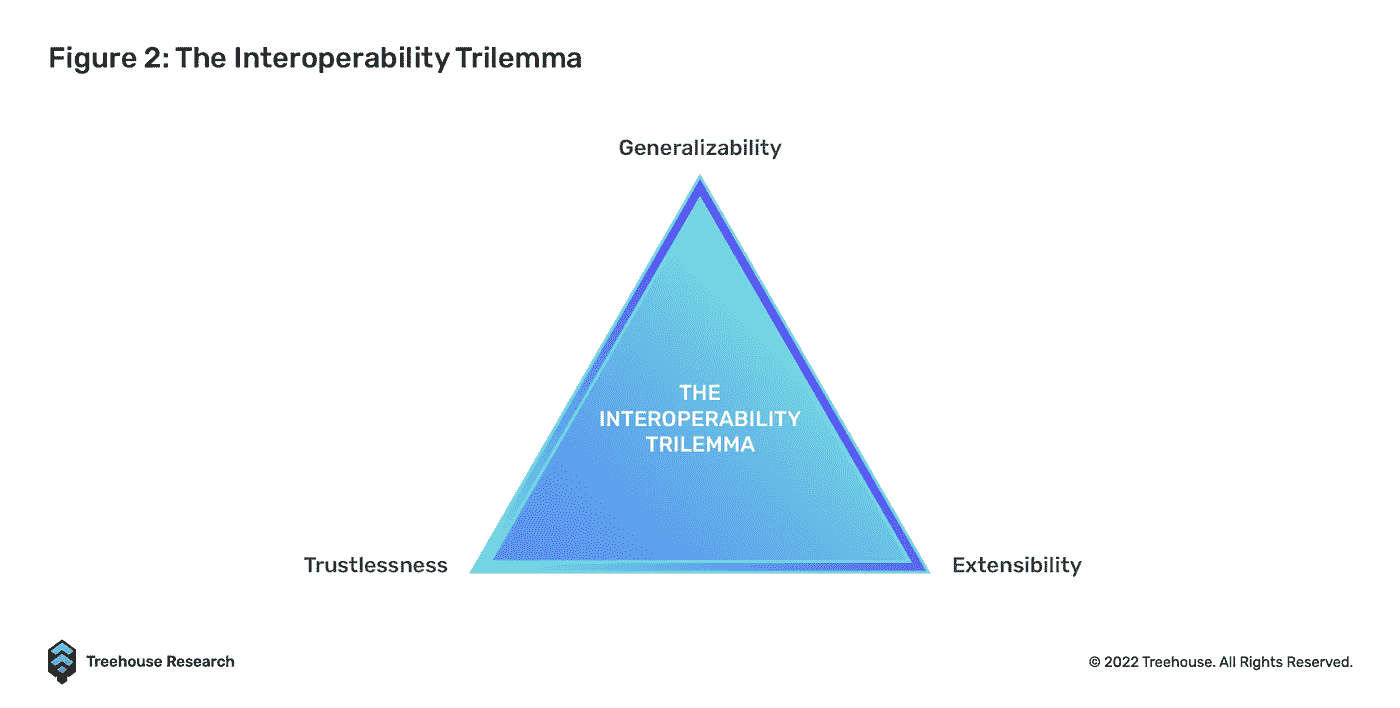 Figure 2: The Interoperability Trilemma
Generalizability
THE
INTEROPERABILITY
TRILEMMA
Trustlessness
Extensibility
Treehouse Research
© 2022 Treehouse. All Rights Reserved.